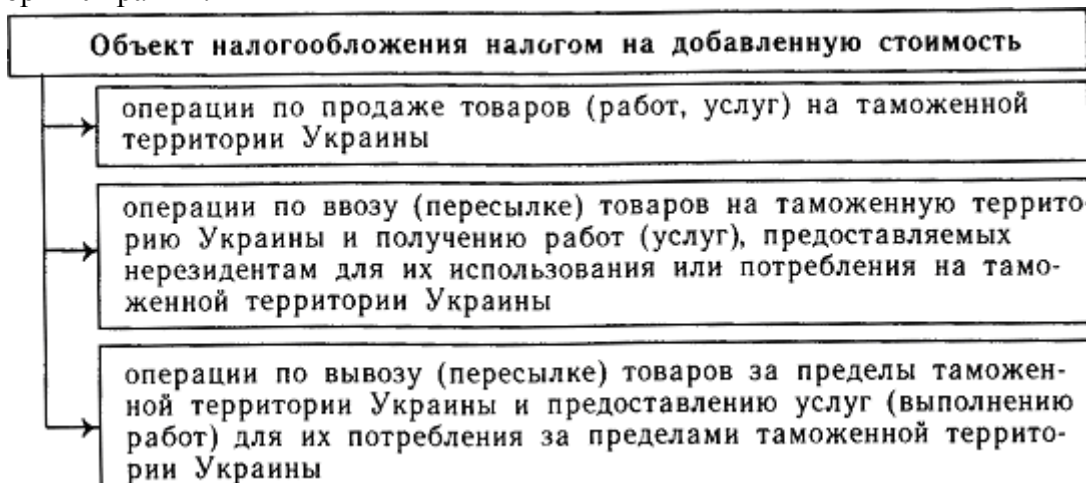 Объект налогообложения налогом на добавленную стоимость
операции по продаже товаров (работ, услуг) на таможенной
территории Украины
операции по ввозу (пересылке) товаров на таможенную террито-
рию Украины и получению работ (услуг), предоставляемых
нерезидентам для их использования или потребления на тамо-
женной территории Украины
операции по вывозу (пересылке) товаров за пределы таможен-
ной территории Украины и предоставлению услуг (выполнению
работ) для их потребления за пределами таможенной террито-
рии Украины